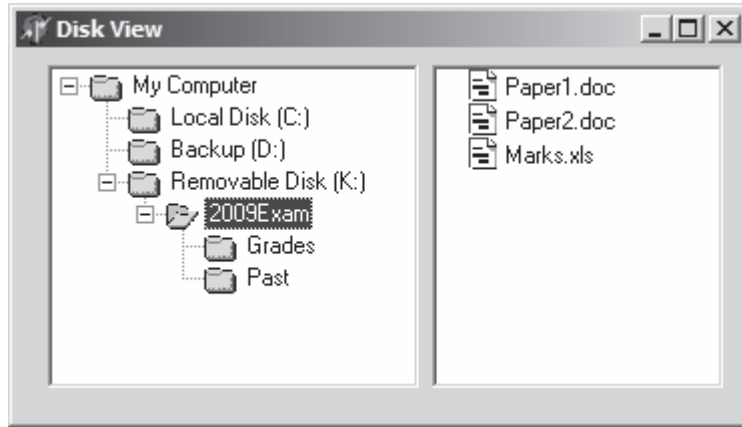 Disk View
My Computer
Local Disk (C:)
Backup (D:)
Removable Disk (K:)
2009Exam
Grades
Past
Paper1.doc
Paper2.doc
Marks.xls